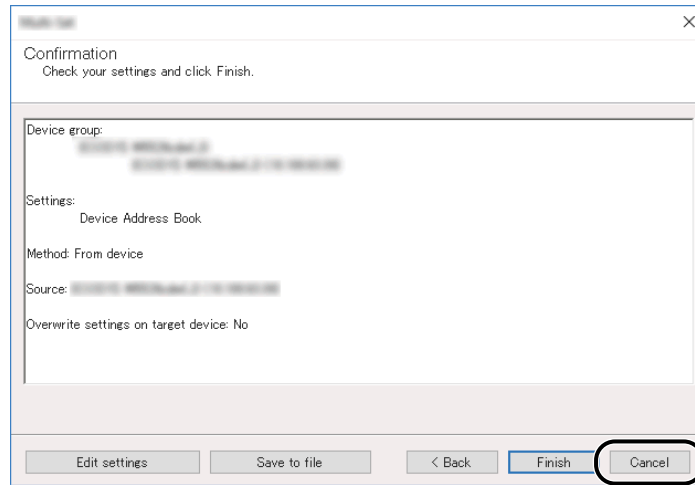 Confirmation
Check your settings and click Finish.
Device group:
Settings:
Device Address Book
Method: From device
Source:
Overwrite settings on target device: No
Edit settings
Save to file
< Back
Finish
Cancel